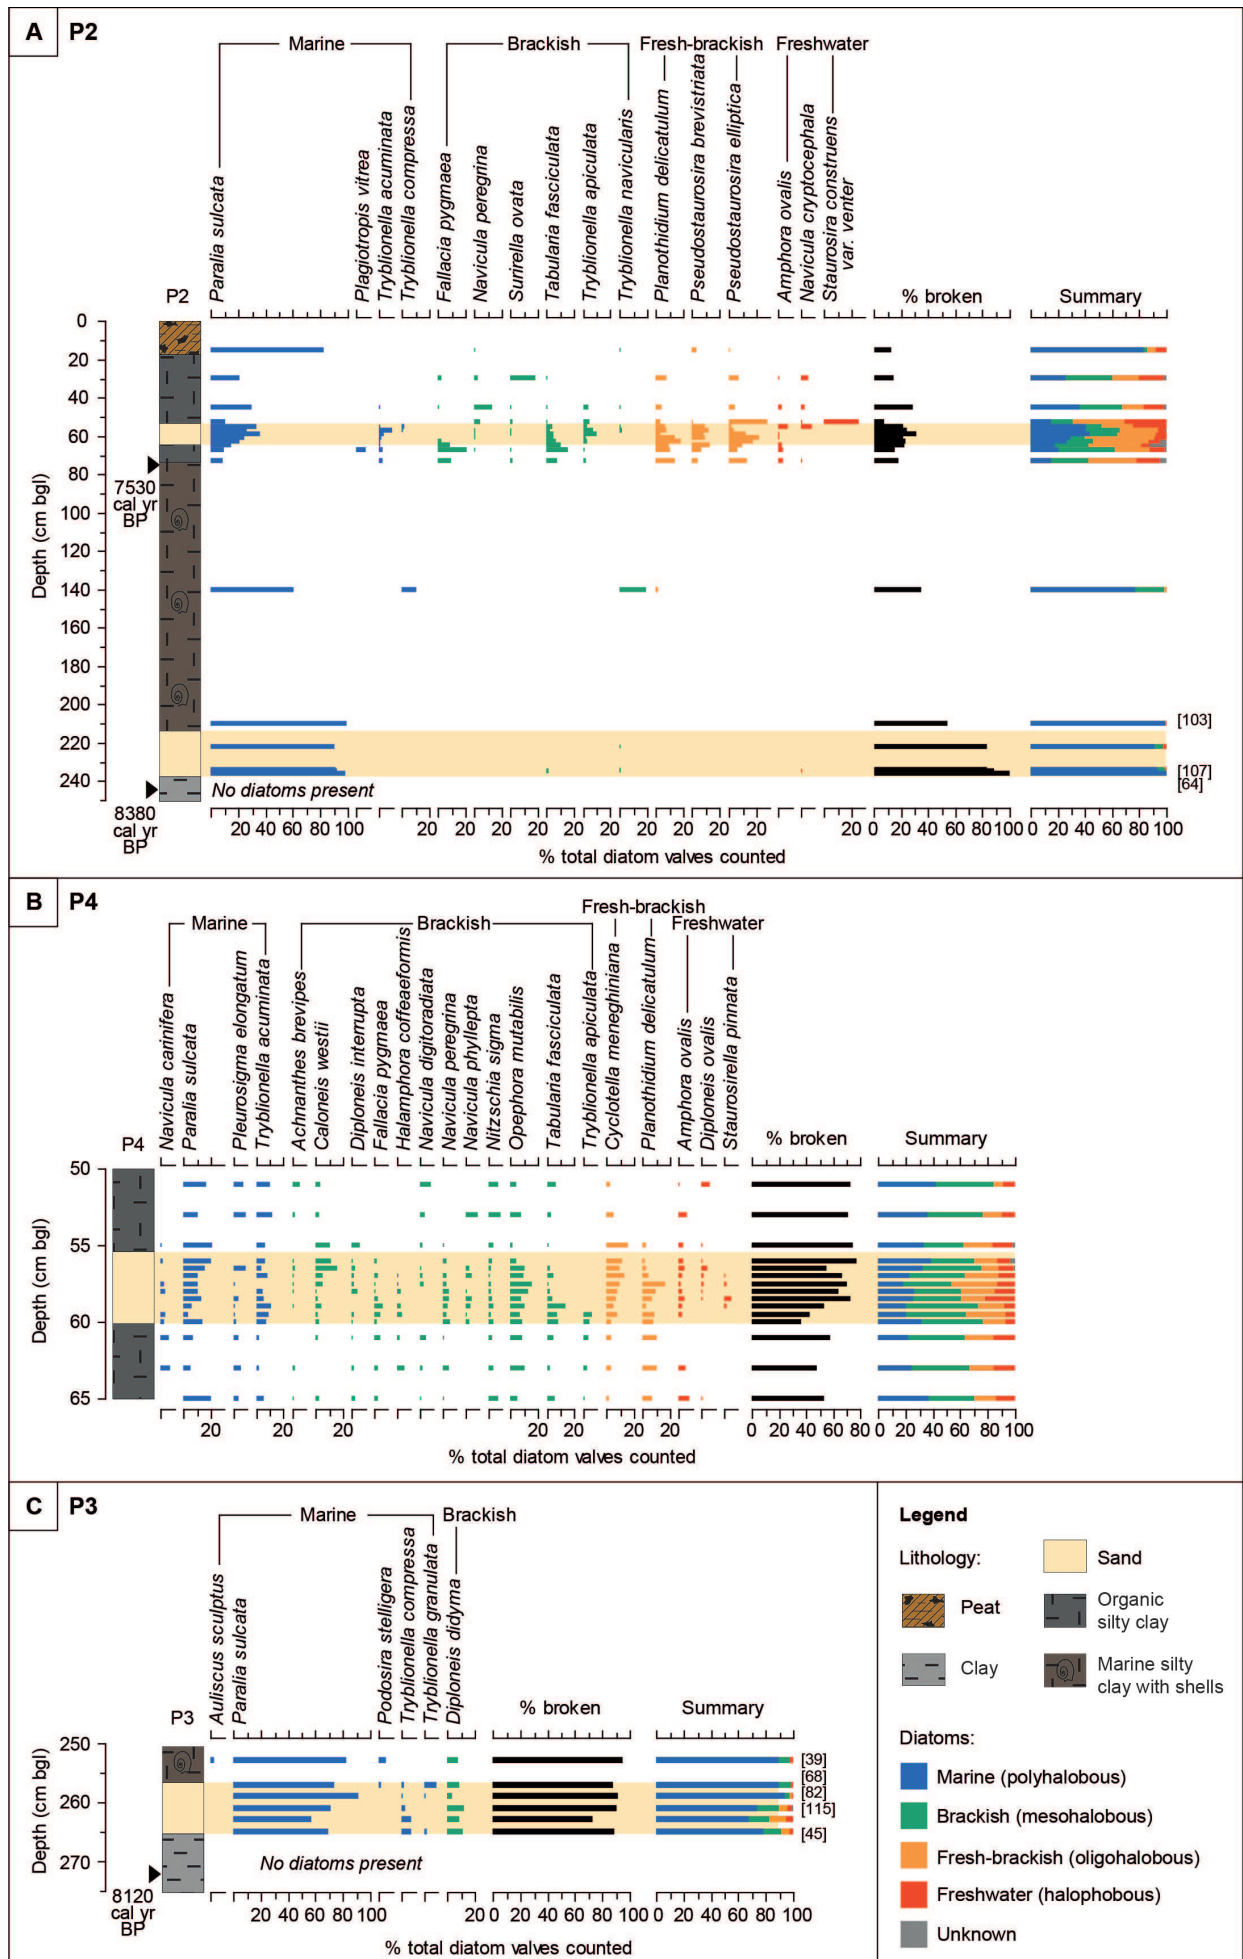 A P2
Marine
Brackish
Fresh-brackish
Freshwater
Paralia sulcata
Plagiotropis vitrea
Tryblionella acuminata
Tryblionella compressa
Fallacia pygmaea
Navicula peregrina
Surirella ovata
Tabularia fasciculata
Tryblionella apiculata
Tryblionella navicularis
Planothidium delicatulum
Pseudostaurosira brevistriata
Pseudostaurosira elliptica
Amphora ovalis
Navicula cryptocephala
Staurosira construens
var. venter
P2
% broken
Summary
Depth (cm bgl)
0
20
40
60
80
100
120
140
160
180
200
220
240
7530
cal yr
BP
8380
cal yr
BP
No diatoms present
[103]
[107]
[64]
20 40 60 80 100 20 20 20 20 20 20 20 20 20 20 20 0 20 40 60 80 100 0 20 40 60 80 100
% total diatom valves counted
B P4
Marine
Brackish
Fresh-brackish
Freshwater
Navicula carinifera
Paralia sulcata
Pleurosigma elongatum
Tryblionella acuminata
Achnanthes brevipes
Caloneis westii
Diploneis interrupta
Fallacia pygmaea
Halamphora coffeaeformis
Navicula digitoradiata
Navicula peregrina
Navicula phyllepta
Nitzschia sigma
Opephora mutabilis
Tabularia fasciculata
Tryblionella apiculata
Cyclotella meneghiniana
Planothidium delicatulum
Amphora ovalis
Diploneis ovalis
Staurosirella pinnata
P4
% broken
Summary
Depth (cm bgl)
50
55
60
65
20 20 20 20 20 20 20 0 20 40 60 80 0 20 40 60 80 100
% total diatom valves counted
C P3
Marine
Brackish
Auliscus sculptus
Paralia sulcata
Podosira stelligera
Tryblionella compressa
Tryblionella granulata
Diploneis didyma
P3
% broken
Summary
Depth (cm bgl)
250
260
270
8120
cal yr
BP
No diatoms present
[39]
[68]
[82]
[115]
[45]
20 40 60 80 100 20 20 0 20 40 60 80 100 0 20 40 60 80 100
% total diatom valves counted
Legend
Lithology:
Sand
Peat
Organic
silty clay
Clay
Marine silty
clay with shells
Diatoms:
Marine (polyhalobous)
Brackish (mesohalobous)
Fresh-brackish (oligohalobous)
Freshwater (halophobous)
Unknown